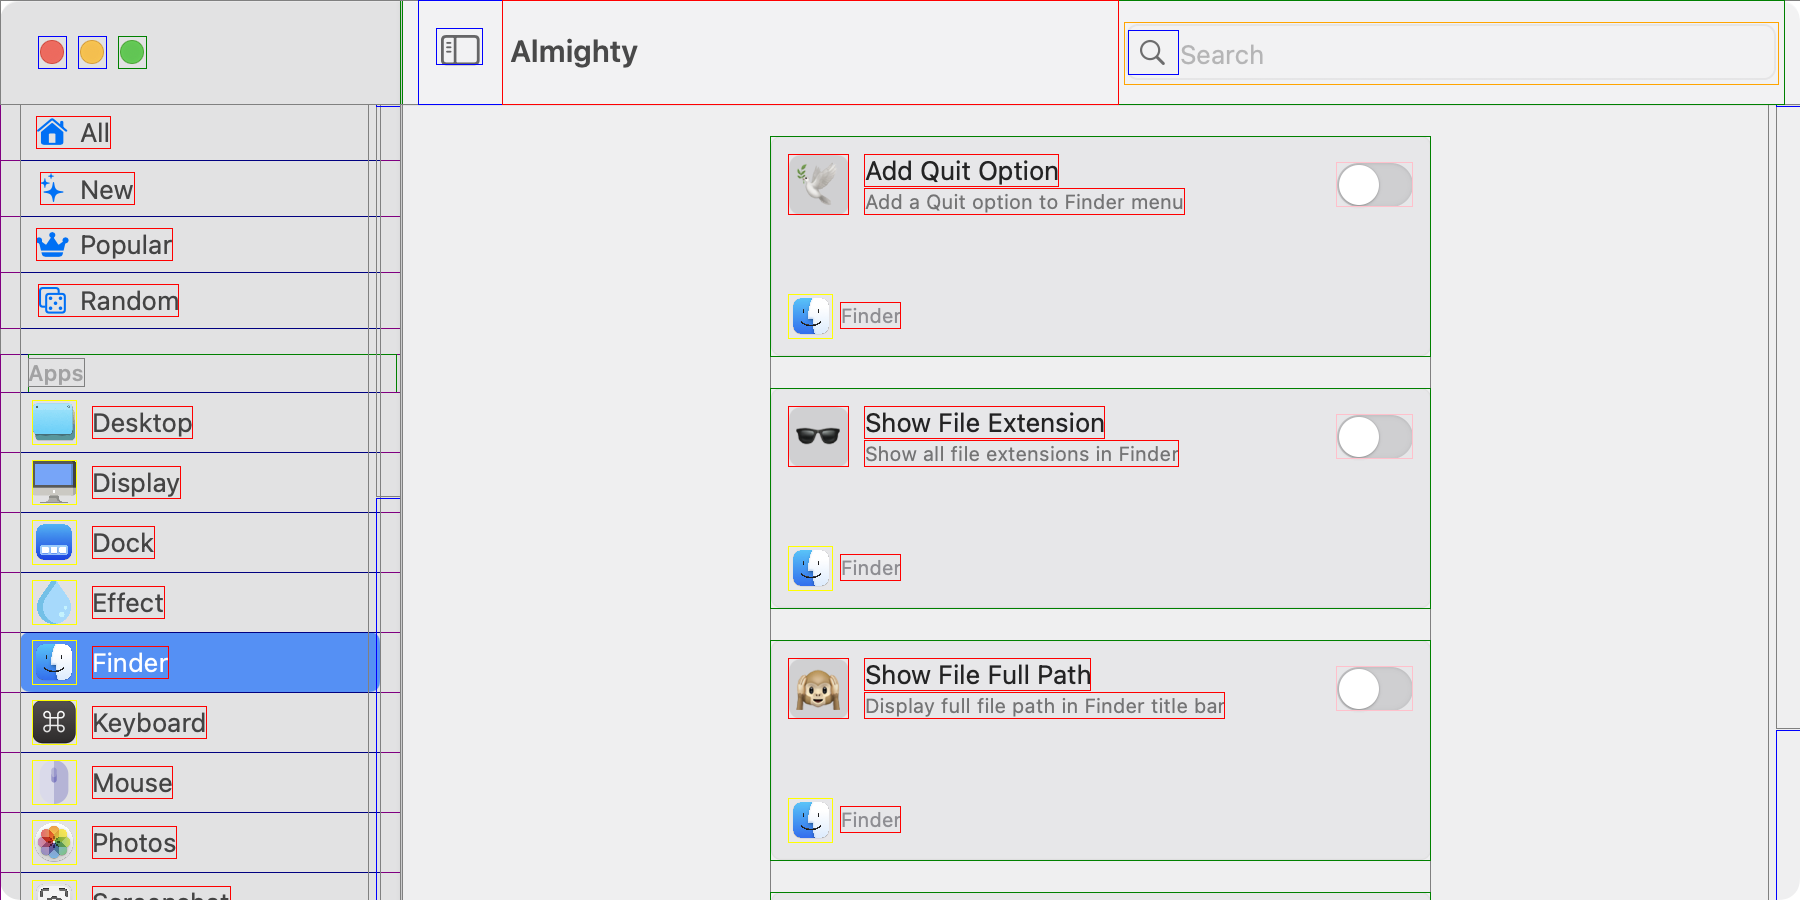 Almighty
Search
All
New
Popular
Random
Apps
Desktop
Display
Dock
Effect
Finder
Keyboard
Mouse
Photos
Screenshot
Add Quit Option
Add a Quit option to Finder menu
Finder
Show File Extension
Show all file extensions in Finder
Finder
Show File Full Path
Display full file path in Finder title bar
Finder